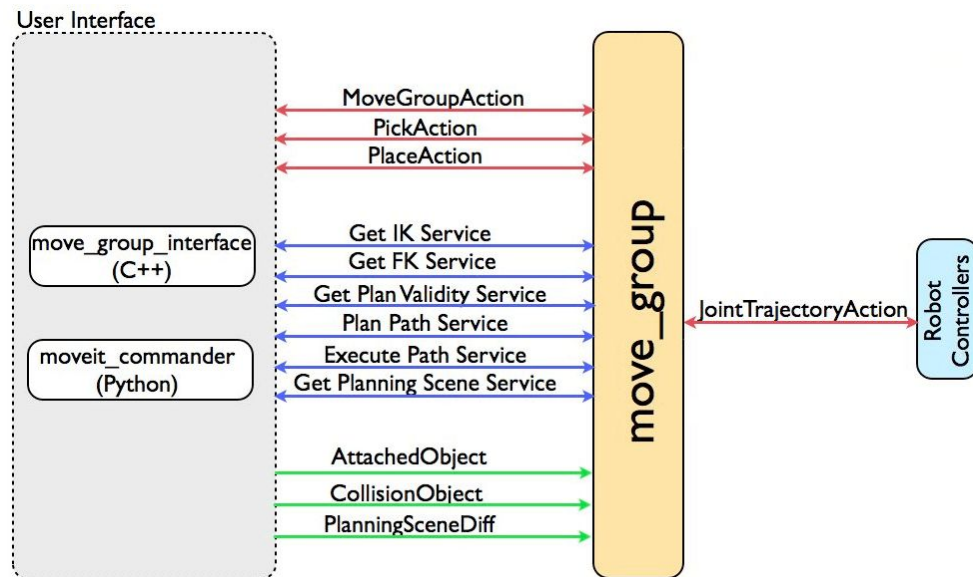 User Interface
MoveGroupAction
PickAction
PlaceAction
move_group_interface
(C++)
Get IK Service
Get FK Service
Get Plan Validity Service
Plan Path Service
Execute Path Service
Get Planning Scene Service
moveit_commander
(Python)
AttachedObject
CollisionObject
PlanningSceneDiff
move_group
JointTrajectoryAction
Robot
Controllers